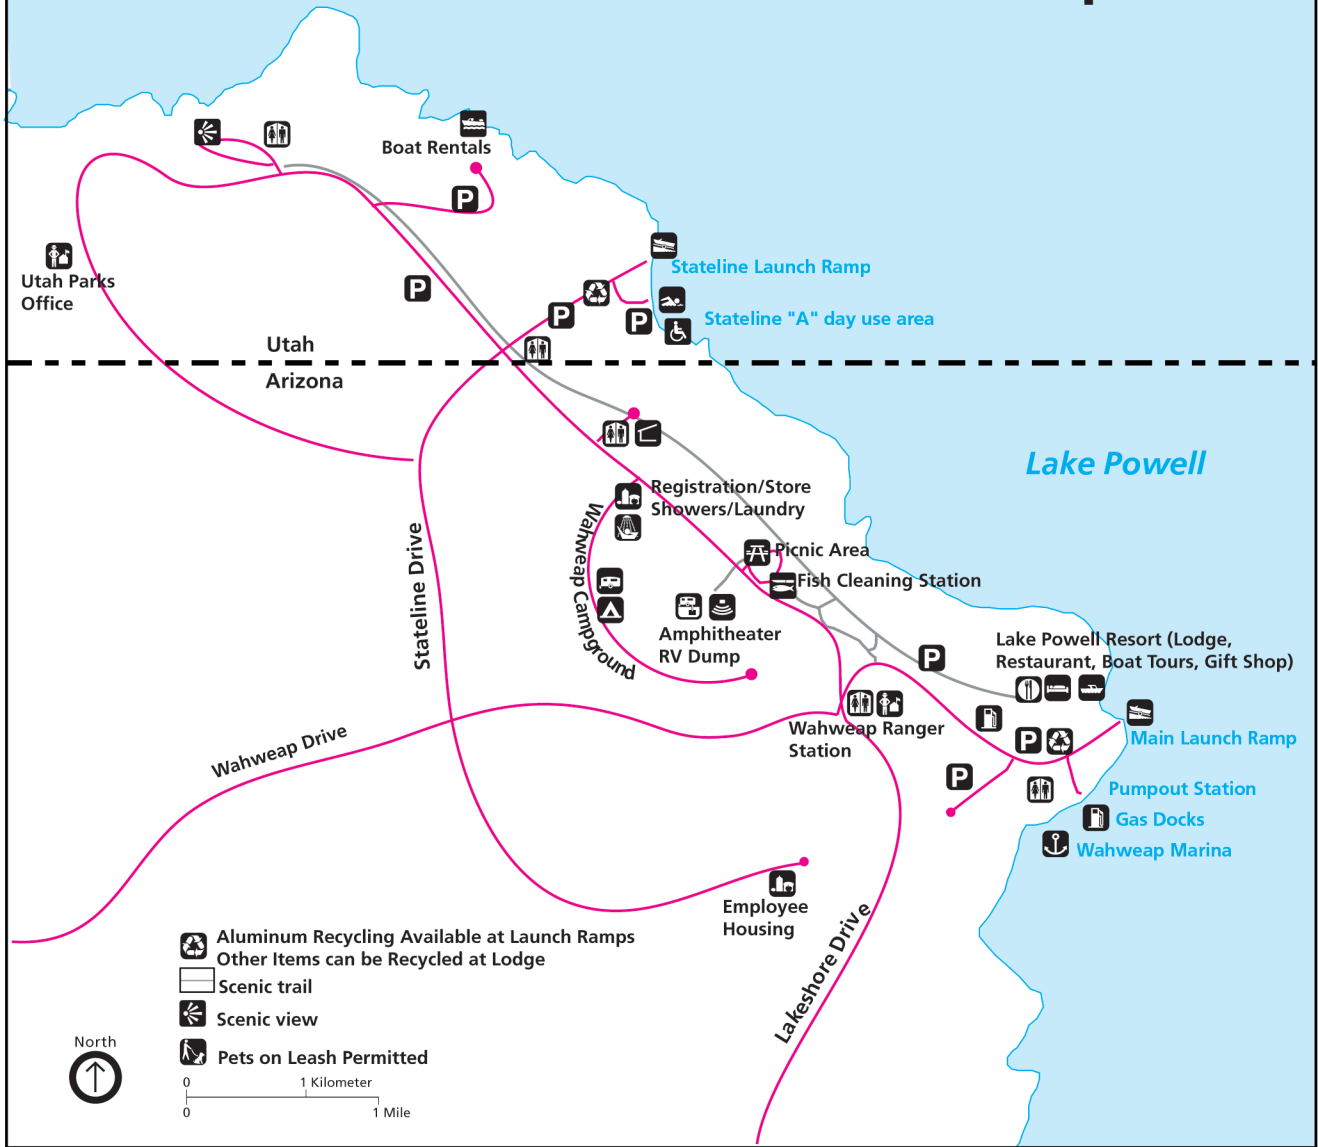 Boat Rentals
P
Utah Parks
Office
P
Stateline Launch Ramp
P
P
Stateline "A" day use area
Utah
Arizona
Lake Powell
Registration/Store
Showers/Laundry
Wahweap Campground
Stateline Drive
Picnic Area
Fish Cleaning Station
Amphitheater
RV Dump
Lake Powell Resort (Lodge,
Restaurant, Boat Tours, Gift Shop)
P
Wahweap Ranger
Station
P
Main Launch Ramp
Wahweap Drive
P
Pumpout Station
Gas Docks
Wahweap Marina
Employee
Housing
Lakeshore Drive
Aluminum Recycling Available at Launch Ramps
Other Items can be Recycled at Lodge
Scenic trail
Scenic view
Pets on Leash Permitted
North
0 1 Kilometer
0 1 Mile